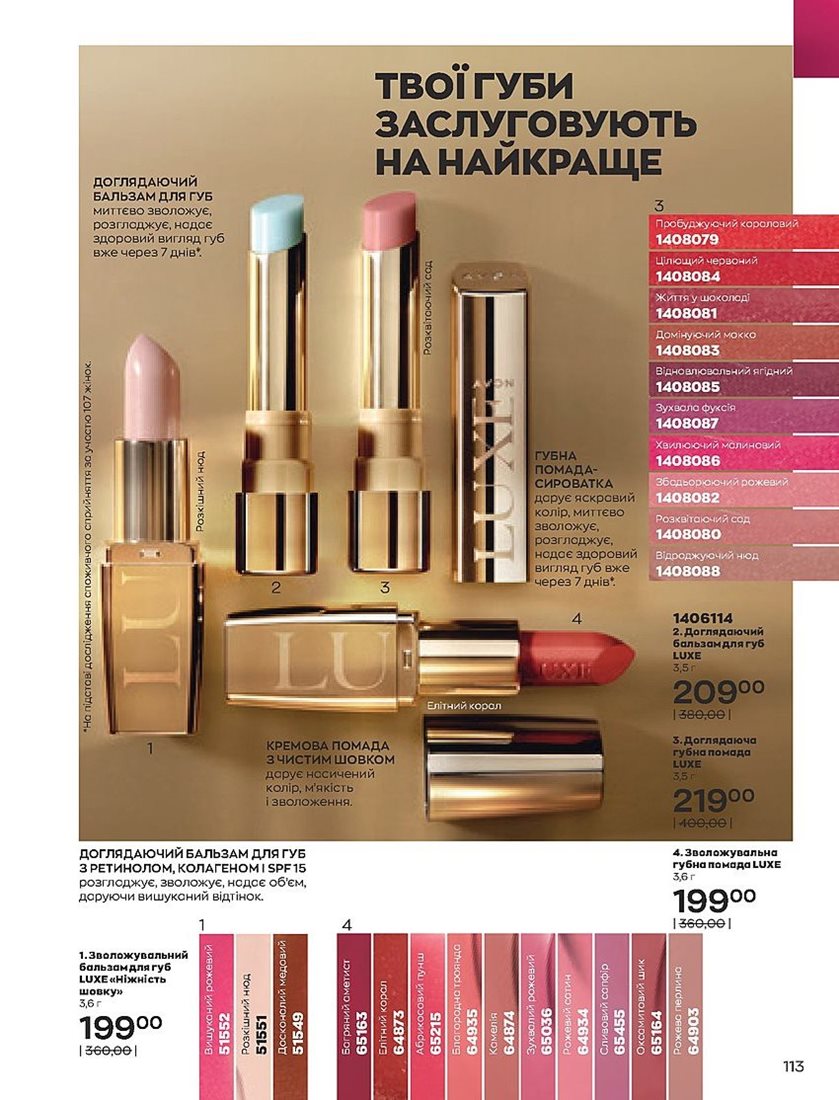 ТВОЇ ГУБИ
ЗАСЛУГОВУЮТЬ
НА НАЙКРАЩЕ
ДОГЛЯДАЮЧИЙ
БАЛЬЗАМ ДЛЯ ГУБ
миттєво зволожує,
розгладжує, надає
здоровий вигляд губ
вже через 7 днів*.
Розквітаючий сад
3
Пробуджуючий кораловий
1408079
Цілющий червоний
1408084
Життя у шоколаді
1408081
Домінуючий мокко
1408083
Відновлювальний ягідний
1408085
Зухвала фуксія
1408087
Хвилюючий малиновий
1408086
Збадьорюючий рожевий
1408082
Розквітаючий сад
1408080
Відроджуючий нюд
1408088
*На підставі дослідження споживчого сприйняття за участю 107 жінок.
Розкішний нюд
AVON
LUXE
ГУБНА
ПОМАДА-
СИРОВАТКА
дарує яскравий
колір, миттєво
зволожує,
розгладжує,
надає здоровий
вигляд губ вже
через 7 днів*.
2
3
LU
4
LU
UXE
Елітний корал
1
1406114
2. Доглядаючий
бальзам для губ
LUXE
3,5 г
209⁰⁰
| 380,00 |
3. Доглядаюча
губна помада
LUXE
3,5 г
219⁰⁰
| 400,00 |
КРЕМОВА ПОМАДА
З ЧИСТИМ ШОВКОМ
дарує насичений
колір, м'якість
і зволоження.
4. Зволожувальна
губна помада LUXE
3,6 г
199⁰⁰
| 360,00 |
ДОГЛЯДАЮЧИЙ БАЛЬЗАМ ДЛЯ ГУБ
З РЕТИНОЛОМ, КОЛАГЕНОМ І SPF 15
розгладжує, зволожує, надає об'єм,
даруючи вишуканий відтінок.
1. Зволожувальний
бальзам для губ
LUXE «Ніжність
шовку»
3,6 г
199⁰⁰
| 360,00 |
1
Вишуканий рожевий
51552
Розкішний нюд
51551
Досконалий медовий
51549
4
Багряний аметист
65163
Елітний корал
64873
Абрикосовий пунш
65215
Благородна троянда
64935
Камелія
64874
Зухвалий рожевий
65036
Рожевий сатин
64934
Сливовий сапфір
65455
Оксамитовий шик
65164
Рожева перлина
64903
113